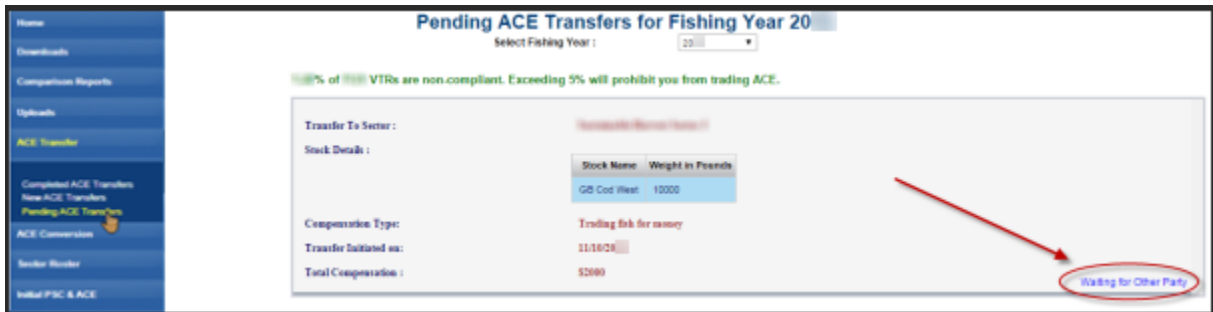 Home
Downloads
Comparison Reports
Uploads
ACE Transfer
Completed ACE Transfers
New ACE Transfers
Pending ACE Transfers
ACE Conversion
Sector Roster
Initial PSC & ACE
Pending ACE Transfers for Fishing Year 20
Select Fishing Year : 20
% of VTRs are non-compliant. Exceeding 5% will prohibit you from trading ACE.
Transfer To Sector :
Stock Details :
Stock Name Weight in Pounds
GB Cod West 10000
Compensation Type: Trading fish for money
Transfer Initiated on: 11/10/20
Total Compensation : $2000
Waiting for Other Party